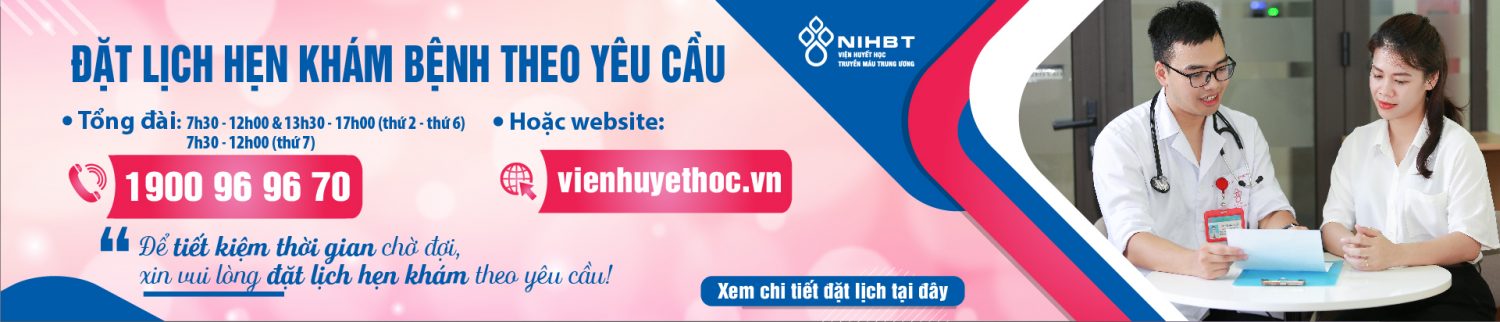 ĐẶT LỊCH HẸN KHÁM BỆNH THEO YÊU CẦU
NIHBT
VIỆN HUYẾT HỌC
TRUYỀN MÁU TRUNG ƯƠNG
• Tổng đài: 7h30 - 12h00 & 13h30 - 17h00 (thứ 2 - thứ 6)
7h30 - 12h00 (thứ 7)
1900 96 96 70
• Hoặc website:
vienhuyethoc.vn
“ Để tiết kiệm thời gian chờ đợi,
xin vui lòng đặt lịch hẹn khám theo yêu cầu!
Xem chi tiết đặt lịch tại đây